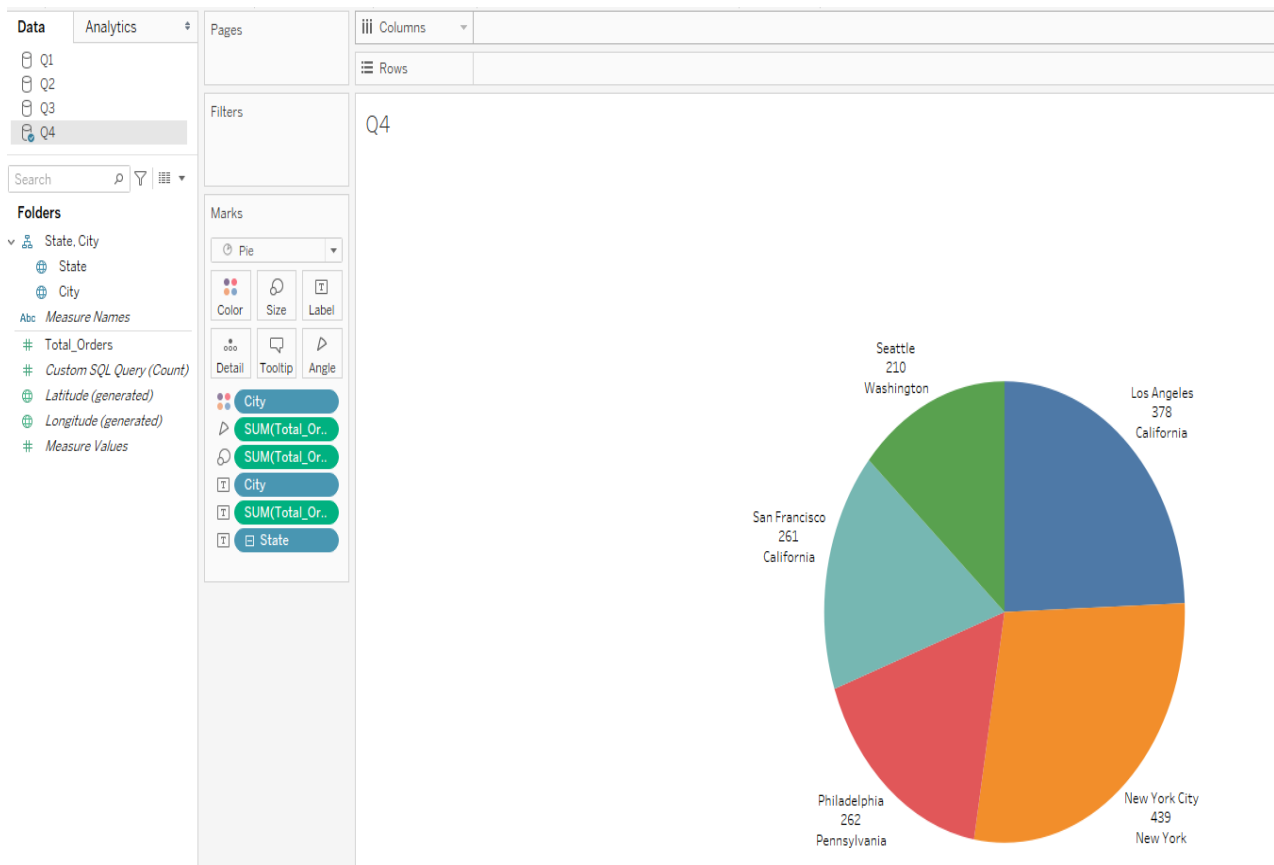 Data
Analytics
Q1
Q2
Q3
Q4
Search
Folders
State, City
State
City
Abc Measure Names
# Total_Orders
# Custom SQL Query (Count)
Latitude (generated)
Longitude (generated)
# Measure Values
Pages
Filters
Marks
Pie
Color
Size
T
Label
Detail
Tooltip
Angle
City
SUM(Total_Or..
SUM(Total_Or..
T City
T SUM(Total_Or..
T State
iii Columns
Rows
Q4
Seattle
210
Washington
Los Angeles
378
California
San Francisco
261
California
Philadelphia
262
Pennsylvania
New York City
439
New York